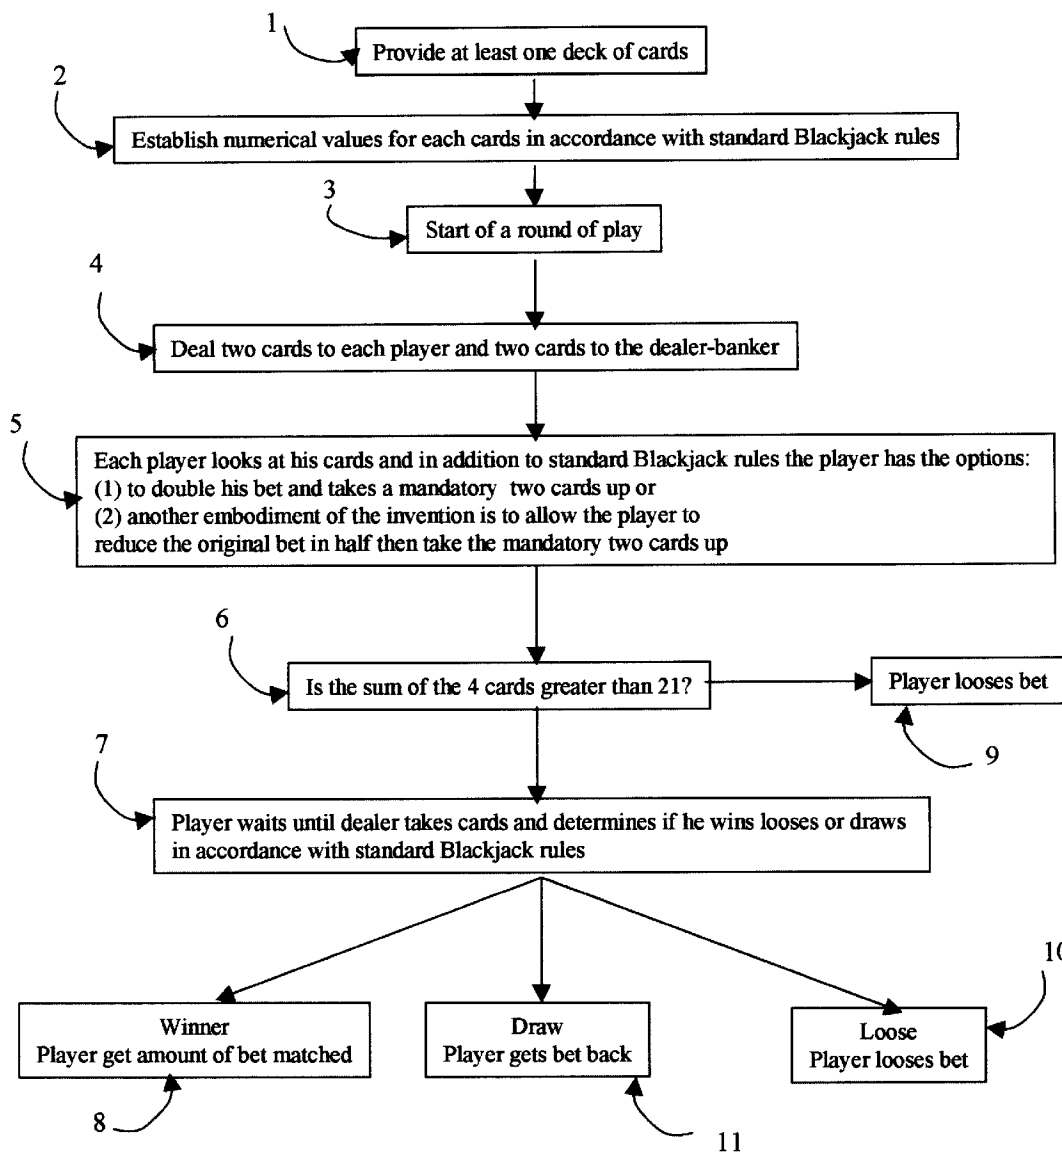 1
Provide at least one deck of cards
2
Establish numerical values for each cards in accordance with standard Blackjack rules
3
Start of a round of play
4
Deal two cards to each player and two cards to the dealer-banker
5
Each player looks at his cards and in addition to standard Blackjack rules the player has the options:
(1) to double his bet and takes a mandatory two cards up or
(2) another embodiment of the invention is to allow the player to
reduce the original bet in half then take the mandatory two cards up
6
Is the sum of the 4 cards greater than 21?
Player looses bet
9
7
Player waits until dealer takes cards and determines if he wins looses or draws
in accordance with standard Blackjack rules
Winner
Player get amount of bet matched
8
Draw
Player gets bet back
11
10
Loose
Player looses bet